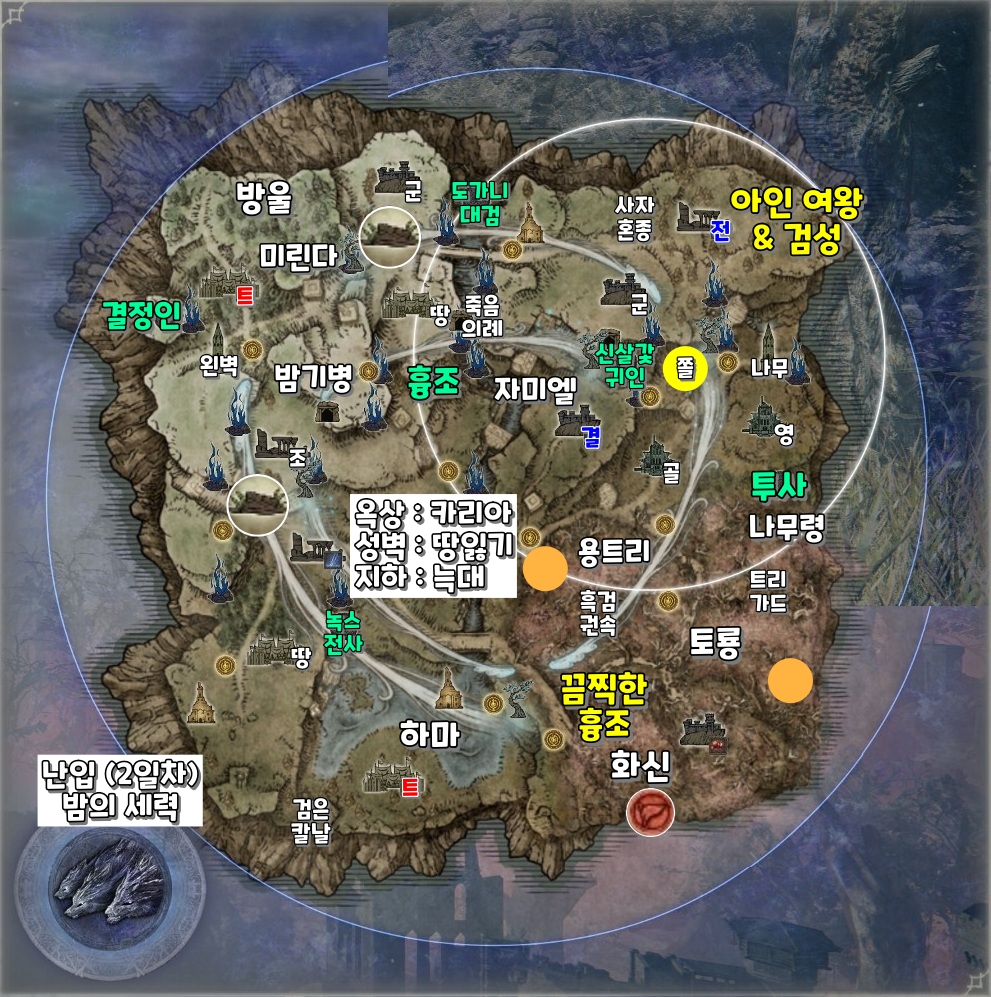 방울
군
도가니
대검
사자
혼종
전
아인 여왕
& 검성
미린다
트
결정인
땅
죽음
의례
군
왼벽
밤기병
흉조
자미엘
신살갗
귀인
쫄
나무
결
영
조
골
투사
나무령
옥상 : 카리아
성벽 : 땅잃기
지하 : 늑대
용트리
흑검
권속
트리
가드
녹스
전사
땅
토룡
끔찍한
흉조
하마
화신
트
검은
칼날
난입 (2일차)
밤의 세력